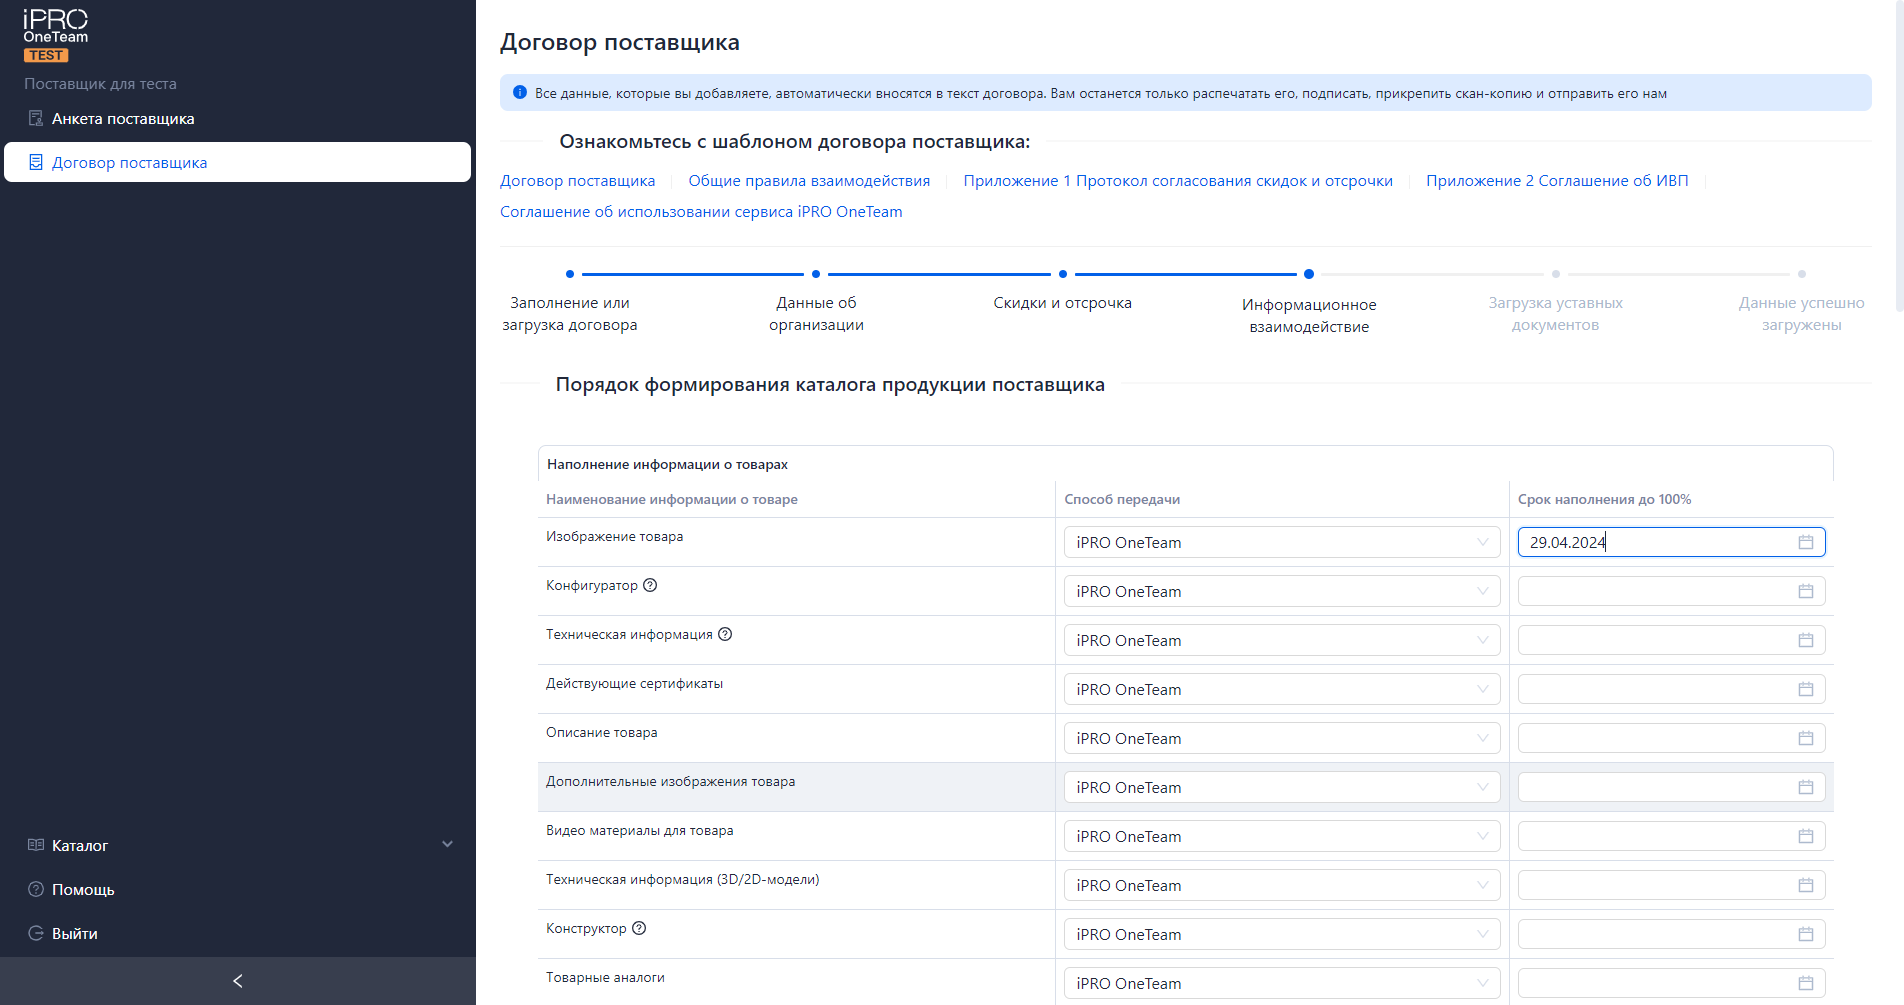 iPRO
OneTeam
TEST
Поставщик для теста
Анкета поставщика
Договор поставщика
Каталог
Помощь
Выйти
Договор поставщика
Все данные, которые вы добавляете, автоматически вносятся в текст договора. Вам останется только распечатать его, подписать, прикрепить скан-копию и отправить его нам
Ознакомьтесь с шаблоном договора поставщика:
Договор поставщика Общие правила взаимодействия Приложение 1 Протокол согласования скидок и отсрочки Приложение 2 Соглашение об ИВП
Соглашение об использовании сервиса iPRO OneTeam
Заполнение или загрузка договора
Данные об организации
Скидки и отсрочка
Информационное взаимодействие
Загрузка уставных документов
Данные успешно загружены
Порядок формирования каталога продукции поставщика
Наполнение информации о товарах
Наименование информации о товаре Способ передачи Срок наполнения до 100%
Изображение товара iPRO OneTeam 29.04.2024
Конфигуратор iPRO OneTeam
Техническая информация iPRO OneTeam
Действующие сертификаты iPRO OneTeam
Описание товара iPRO OneTeam
Дополнительные изображения товара iPRO OneTeam
Видео материалы для товара iPRO OneTeam
Техническая информация (3D/2D-модели) iPRO OneTeam
Конструктор iPRO OneTeam
Товарные аналоги iPRO OneTeam